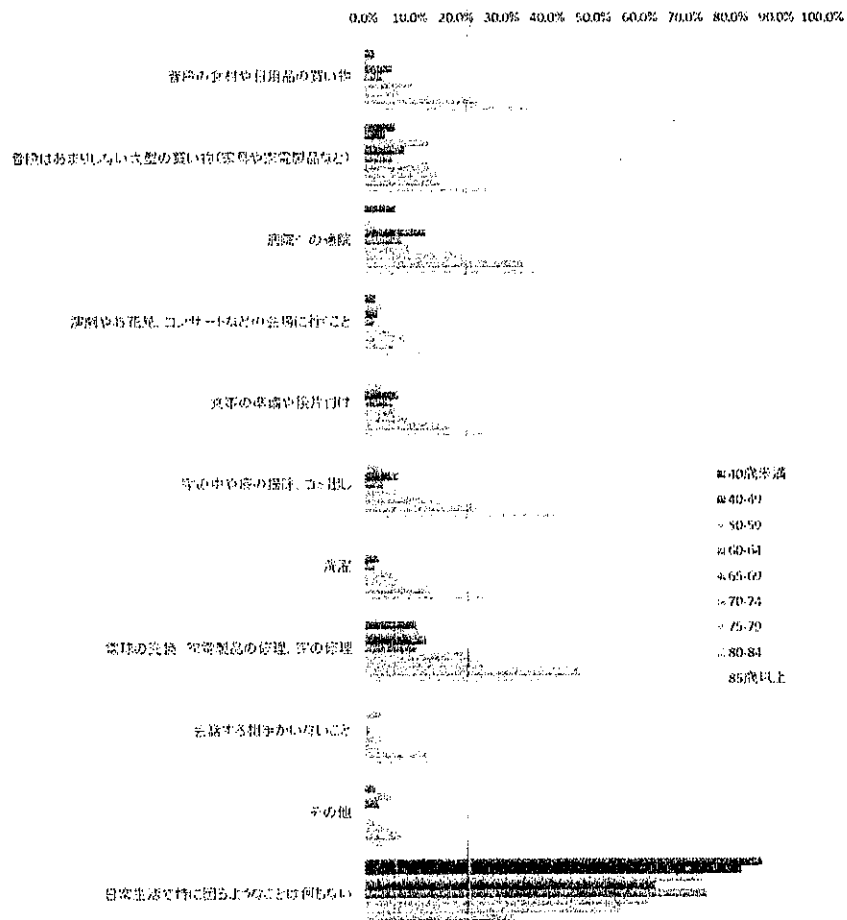 0.0% 10.0% 20.0% 30.0% 40.0% 50.0% 60.0% 70.0% 80.0% 90.0% 100.0%
普段の食材や日用品の買い物
普段はあまりしない大型の買い物(家具や家電製品など)
病院への通院
演劇やお花見、コンサートなどの会場に行くこと
食事の準備や後片付け
家の中や庭の掃除、ゴミ出し
洗濯
電球の交換 家電製品の修理、家の修理
会話する相手がいないこと
その他
日常生活で特に困るようなことは何もない
40歳未満
40-49
50-59
60-64
65-69
70-74
75-79
80-84
85歳以上